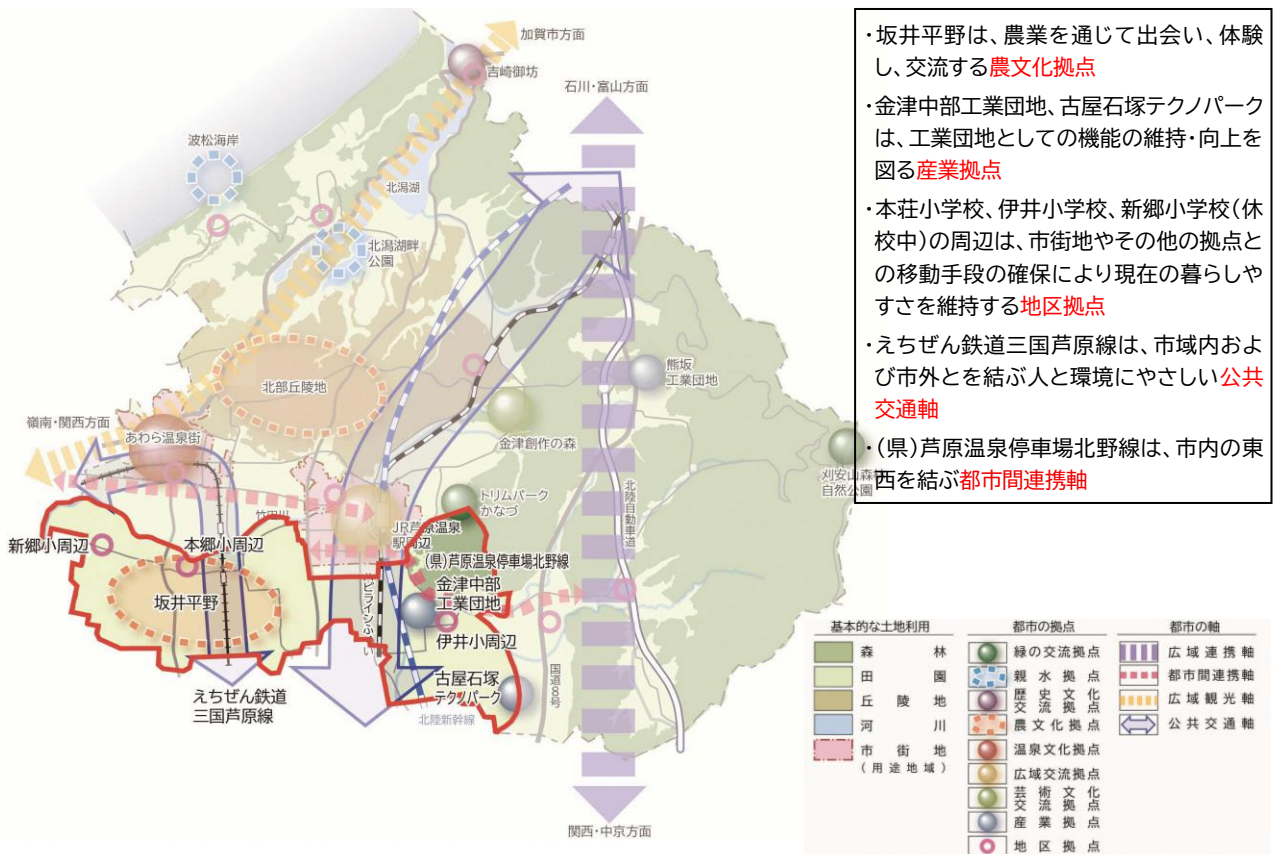 加賀市方面
吉崎御坊
石川・富山方面
波松海岸
北潟湖
北潟湖畔
公園
北部丘陵地
熊坂
工業団地
嶺南・関西方面
あわら温泉街
金津創作の森
刈安山森林
自然公園
トリムパーク
かなづ
北陸自動車道
竹田川
JR芦原温泉
駅周辺
新郷小周辺
本郷小周辺
(県)芦原温泉停車場北野線
金津中部
工業団地
坂井平野
伊井小周辺
古屋石塚
テクノパーク
国道8号
えちぜん鉄道
三国芦原線
北陸新幹線
関西・中京方面
・坂井平野は、農業を通じて出会い、体験
し、交流する農文化拠点
・金津中部工業団地、古屋石塚テクノパーク
は、工業団地としての機能の維持・向上を
図る産業拠点
・本荘小学校、伊井小学校、新郷小学校(休
校中)の周辺は、市街地やその他の拠点と
の移動手段の確保により現在の暮らしや
すさを維持する地区拠点
・えちぜん鉄道三国芦原線は、市域内およ
び市外とを結ぶ人と環境にやさしい公共
交通軸
・(県)芦原温泉停車場北野線は、市内の東
西を結ぶ都市間連携軸
基本的な土地利用
森林
田園
丘陵地
河川
市街地
(用途地域)
都市の拠点
緑の交流拠点
親水拠点
歴史文化
交流拠点
農文化拠点
温泉文化拠点
広域交流拠点
芸術文化
交流拠点
産業拠点
地区拠点
都市の軸
広域連携軸
都市間連携軸
広域観光軸
公共交通軸